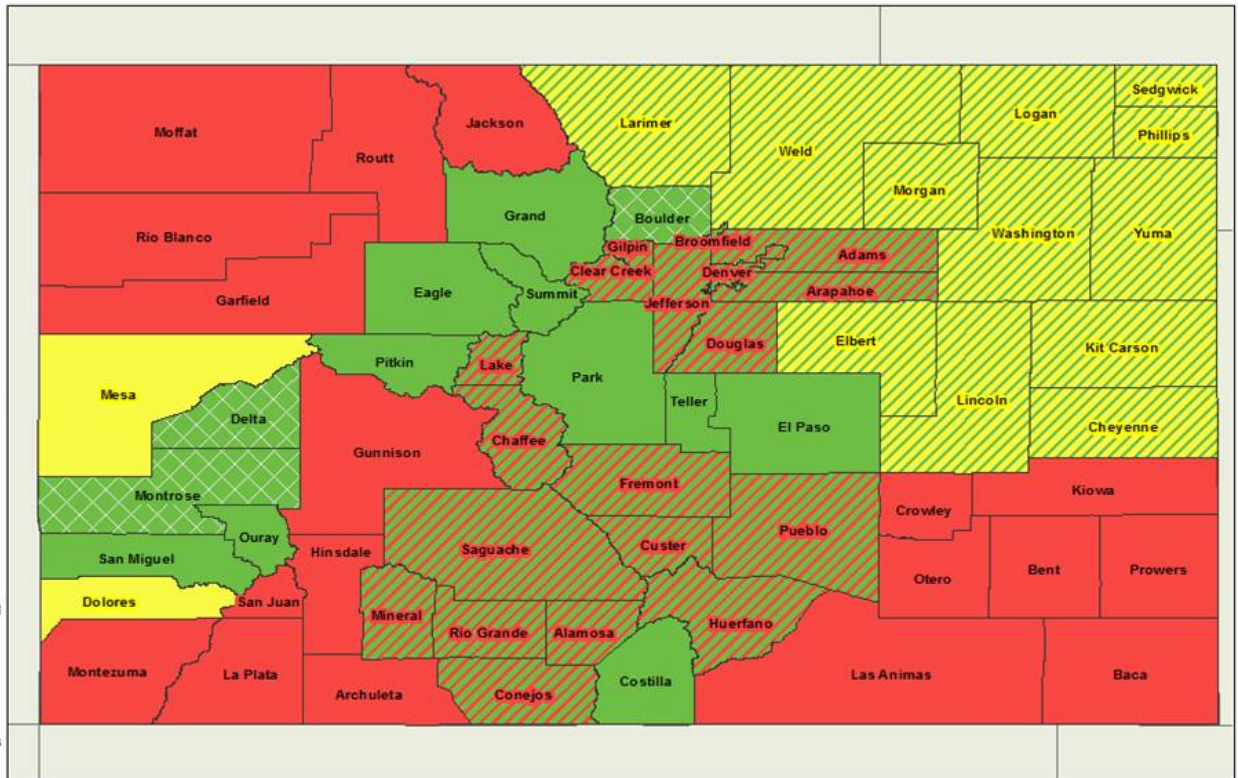 Sedgwick
Logan
Larimer
Moffat
Jackson
Phillips
Weld
Routt
Morgan
Grand
Boulder
Washington
Yuma
Rio Blanco
Broomfield
Gilpin
Adams
Clear Creek
Denver
Eagle
Summit
Arapahoe
Garfield
Jefferson
Douglas
Elbert
Kit Carson
Pitkin
Lake
Park
Mesa
Teller
Lincoln
Delta
El Paso
Cheyenne
Chaffee
Gunnison
Fremont
Montrose
Kiowa
Crowley
Pueblo
Ouray
Custer
Saguache
Hinsdale
San Miguel
Bent
Prowers
Otero
Dolores
San Juan
Mineral
Huerfano
Rio Grande
Alamosa
Montezuma
La Plata
Costilla
Las Animas
Baca
Archuleta
Conejos